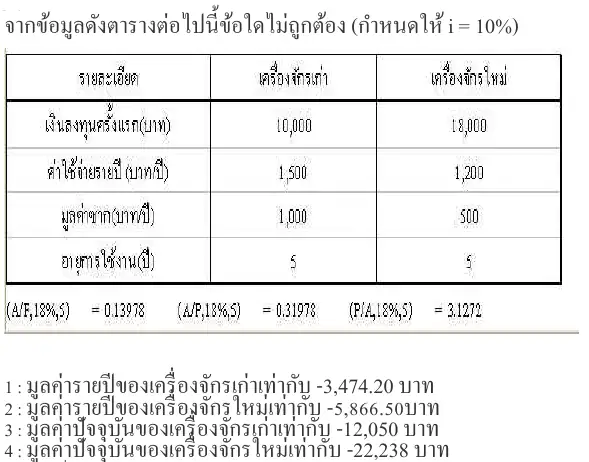 จากข้อมูลดังตารางต่อไปนี้ข้อใดไม่ถูกต้อง (กำหนดให้ i = 10%)
รายละเอียด เครื่องจักรเก่า เครื่องจักรใหม่
เงินลงทุนครั้งแรก(บาท) 10,000 18,000
ค่าใช้จ่ายรายปี (บาท/ปี) 1,500 1,200
มูลค่าซาก(บาท/ปี) 1,000 500
อายุการใช้งาน(ปี) 5 5
(A/F,18%,5) = 0.13978 (A/P,18%,5) = 0.31978 (P/A,18%,5) = 3.1272
1 : มูลค่ารายปีของเครื่องจักรเก่าเท่ากับ -3,474.20 บาท
2 : มูลค่ารายปีของเครื่องจักรใหม่เท่ากับ -5,866.50บาท
3 : มูลค่าปัจจุบันของเครื่องจักรเก่าเท่ากับ -12,050 บาท
4 : มูลค่าปัจจุบันของเครื่องจักรใหม่เท่ากับ -22,238 บาท